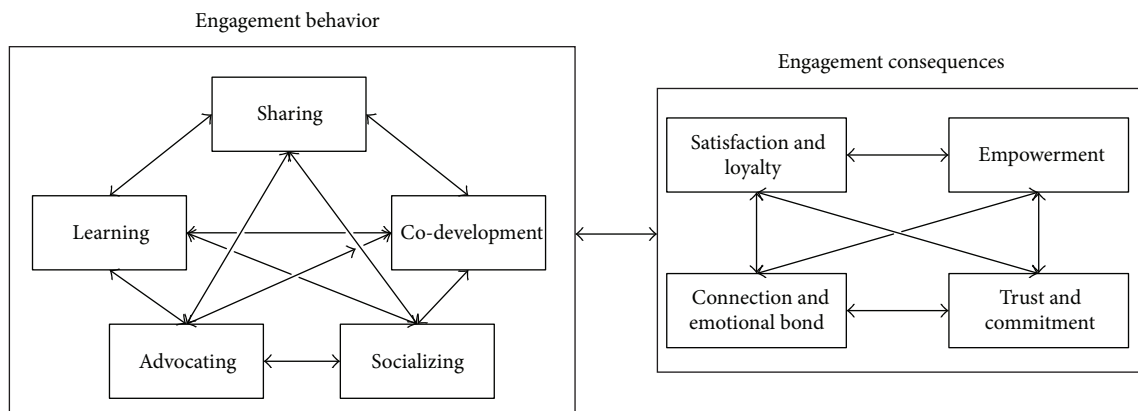 Engagement behavior
Sharing
Learning
Co-development
Advocating
Socializing
Engagement consequences
Satisfaction and
loyalty
Empowerment
Connection and
emotional bond
Trust and
commitment